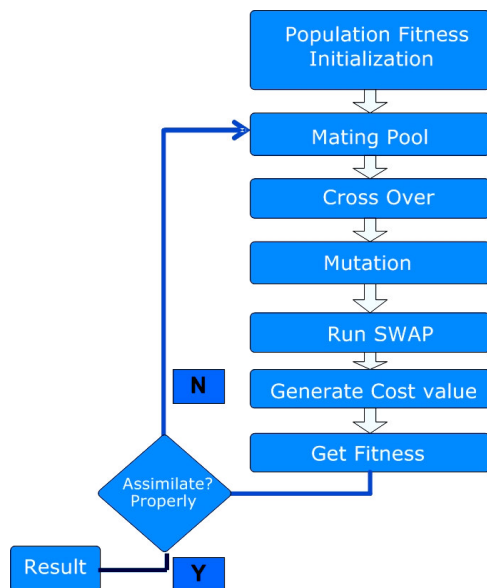 Population Fitness
Initialization
Mating Pool
Cross Over
Mutation
Run SWAP
N
Generate Cost value
Get Fitness
Assimilate?
Properly
Result
Y